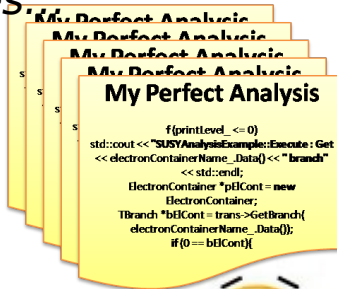 s...
My Perfect Analysis
My Perfect Analysis
My Perfect Analysis
My Perfect Analysis
My Perfect Analysis
f (printLevel_ <= 0)
std::cout << "SUSYAnalysisExample::Execute : Get
<< electronContainerName_.Data() << " branch"
<< std::endl;
ElectronContainer *pElCont = new
ElectronContainer;
TBranch *bElCont = trans->GetBranch(
electronContainerName_.Data());
if (0 == bElCont){